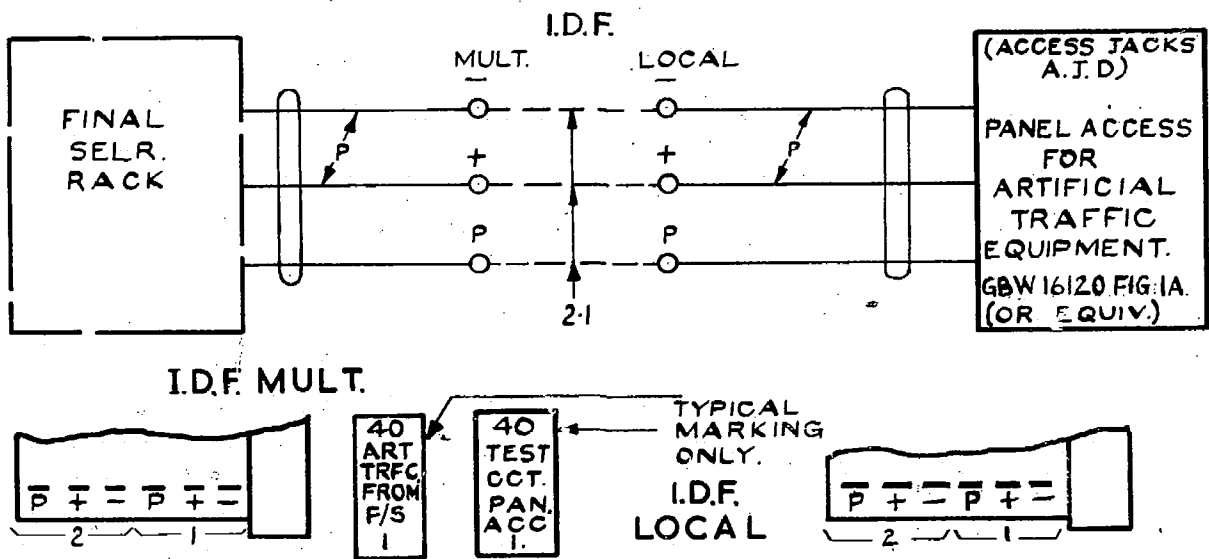 I.D.F.
MULT.
LOCAL
FINAL
SELR.
RACK
- -
P P
+ +
P P
2·1
(ACCESS JACKS
A.J.D)
PANEL ACCESS
FOR
ARTIFICIAL
TRAFFIC
EQUIPMENT.
GBW 16120 FIG.1A.
(OR EQUIV.)
I.D.F. MULT.
P + - P + -
2 1
40
ART
TRFC.
FROM
F/S
1
40
TEST
CCT.
PAN.
ACC
1.
TYPICAL
MARKING
ONLY.
I.D.F.
LOCAL
P + - P + -
2 1